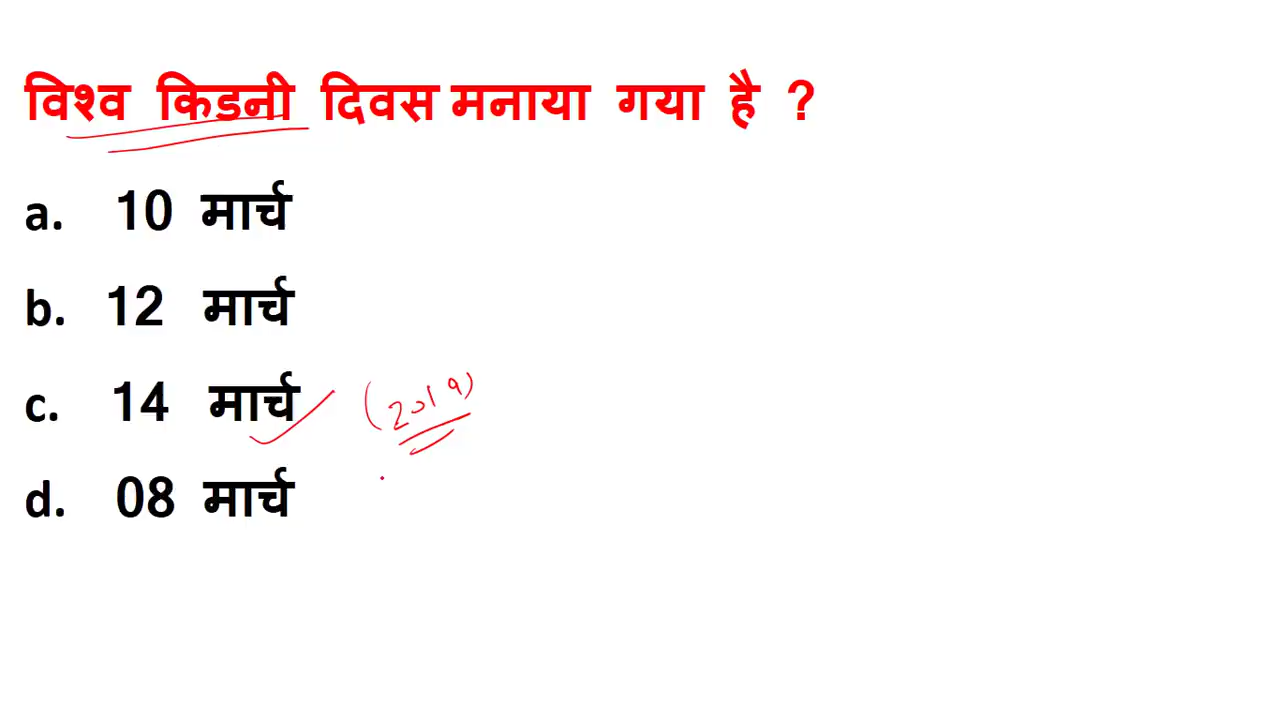 विश्व किडनी दिवस मनाया गया है ?
a. 10 मार्च
b. 12 मार्च
c. 14 मार्च (2019)
d. 08 मार्च